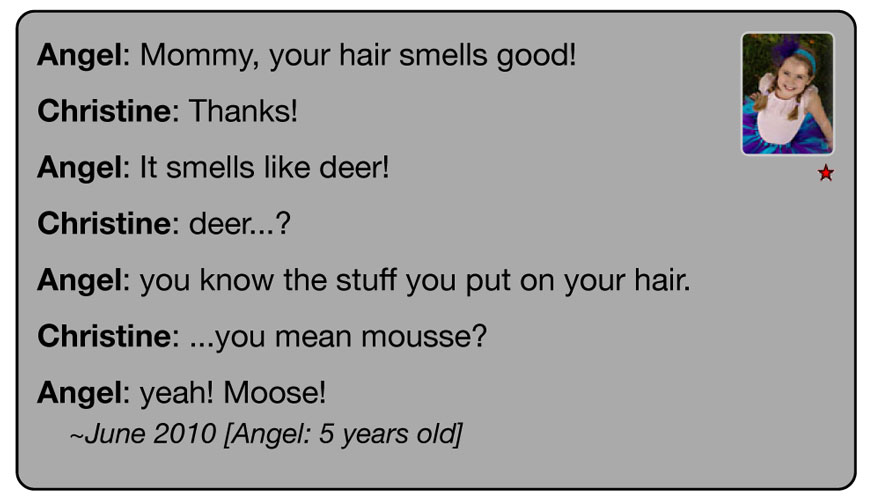 Angel: Mommy, your hair smells good!
Christine: Thanks!
Angel: It smells like deer!
Christine: deer...?
Angel: you know the stuff you put on your hair.
Christine: ...you mean mousse?
Angel: yeah! Moose!
~June 2010 [Angel: 5 years old]